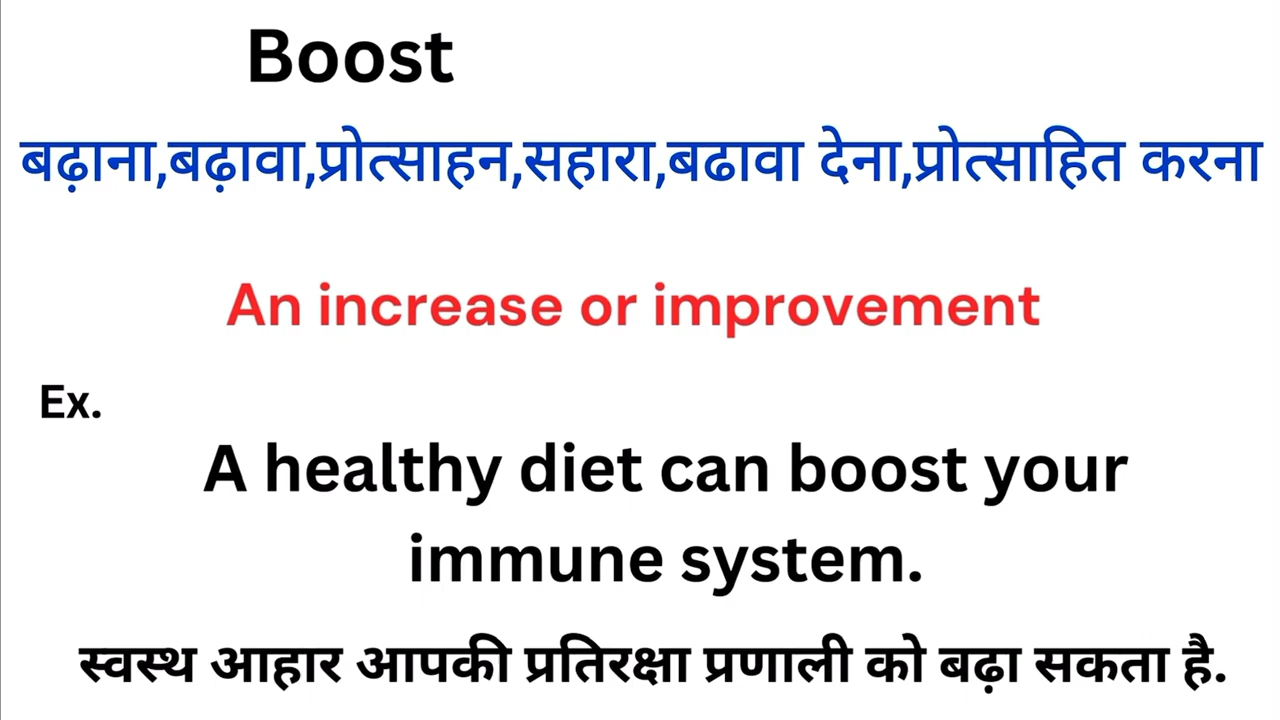 Boost
बढ़ाना,बढ़ावा,प्रोत्साहन,सहारा,बढावा देना,प्रोत्साहित करना
An increase or improvement
Ex.
A healthy diet can boost your
immune system.
स्वस्थ आहार आपकी प्रतिरक्षा प्रणाली को बढ़ा सकता है.